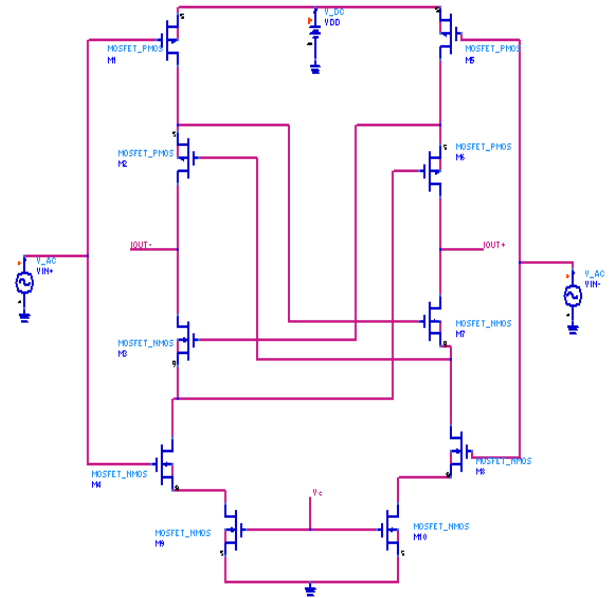 V_DC
VDD
MOSFET_PMOS
M1
MOSFET_PMOS
M5
MOSFET_PMOS
M2
MOSFET_PMOS
M6
IOUT-
IOUT+
V_AC
VIN+
V_AC
VIN-
MOSFET_NMOS
M3
MOSFET_NMOS
M7
MOSFET_NMOS
M4
MOSFET_NMOS
M8
Vc
MOSFET_NMOS
M9
MOSFET_NMOS
M10